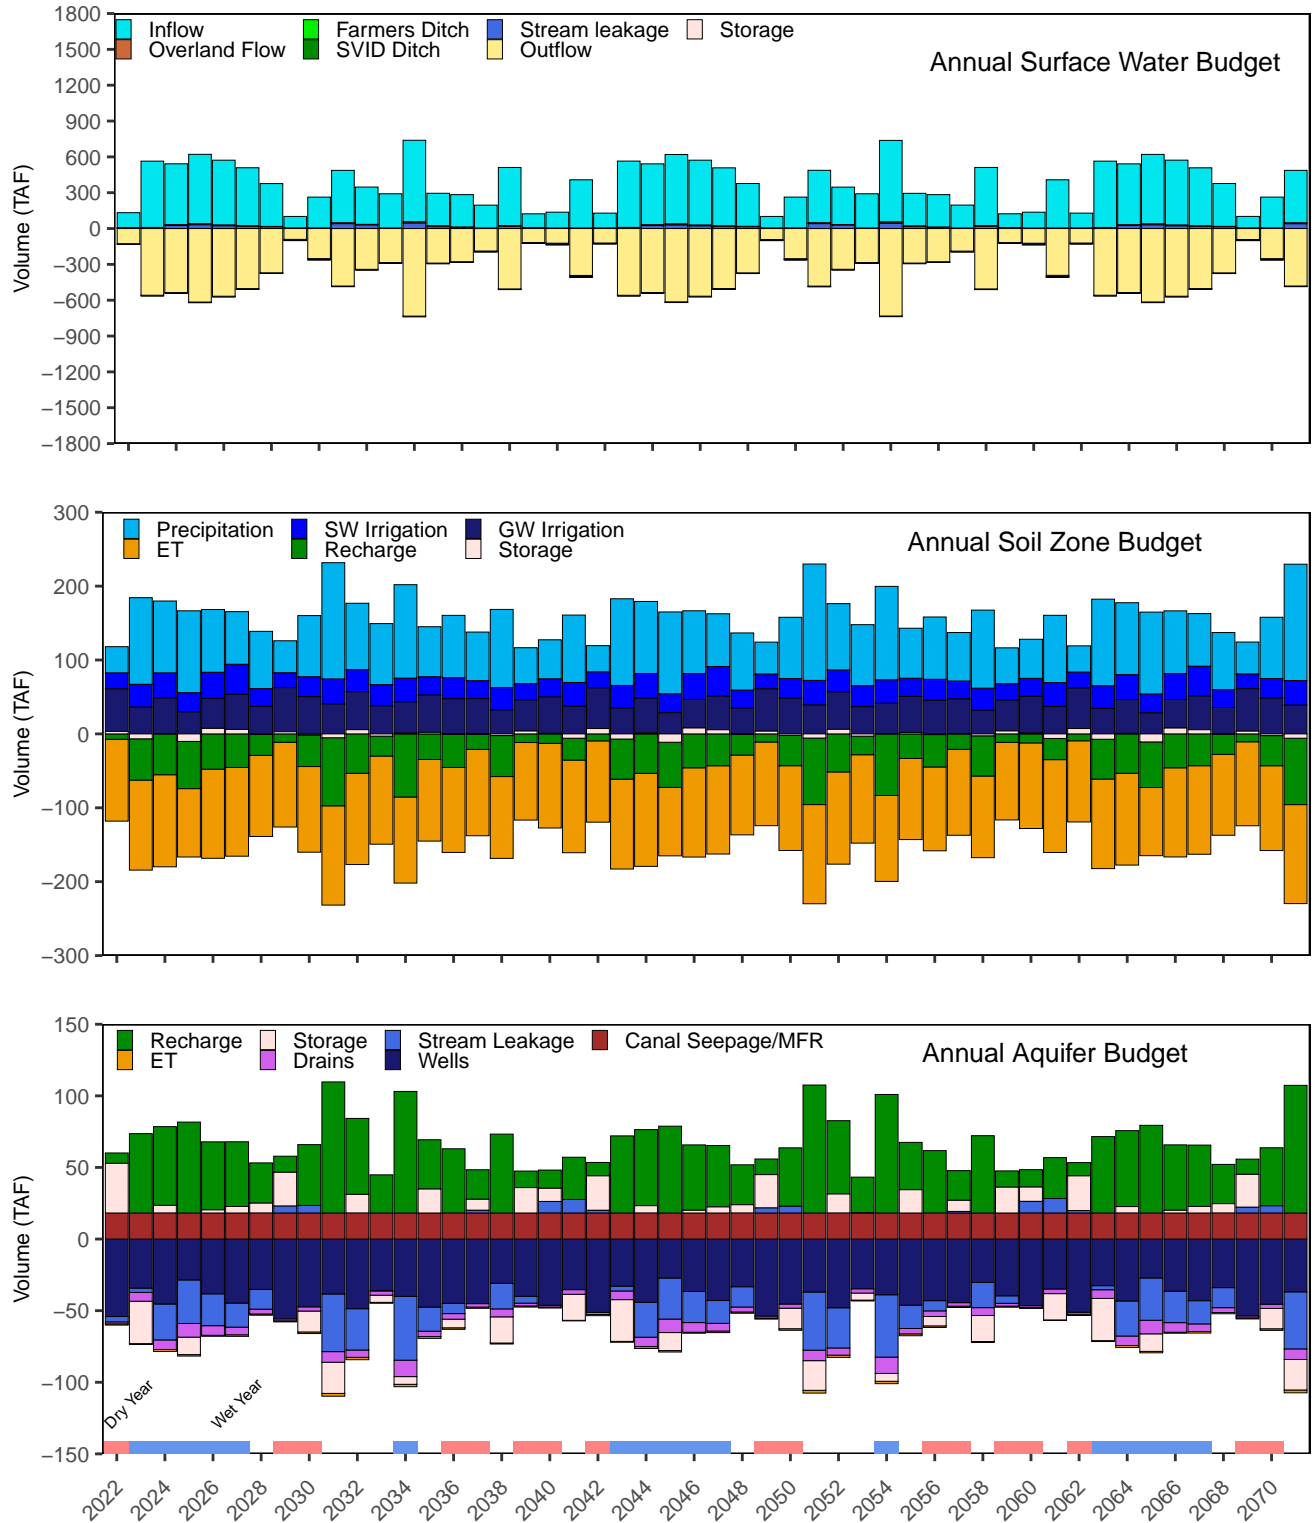 1800
1500
1200
900
600
300
0
−300
−600
−900
−1200
−1500
−1800
Volume (TAF)
Inflow Farmers Ditch Stream leakage Storage
Overland Flow SVID Ditch Outflow
Annual Surface Water Budget
300
200
100
0
−100
−200
−300
Volume (TAF)
Precipitation SW Irrigation GW Irrigation
ET Recharge Storage
Annual Soil Zone Budget
150
100
50
0
−50
−100
−150
Volume (TAF)
Recharge Storage Stream Leakage Canal Seepage/MFR
ET Drains Wells
Annual Aquifer Budget
Dry Year
Wet Year
2022 2024 2026 2028 2030 2032 2034 2036 2038 2040 2042 2044 2046 2048 2050 2052 2054 2056 2058 2060 2062 2064 2066 2068 2070